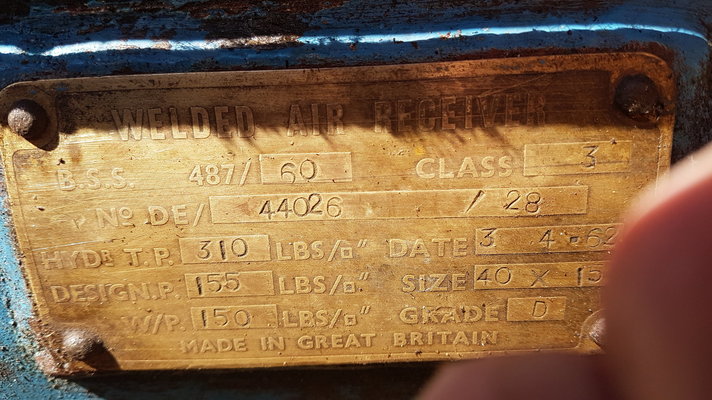 WELDED AIR RECEIVER
B.S.S. 487/ 60 CLASS 3
Nº DE/ 44026 / 28
HYDR T.P. 310 LBS/□" DATE 3 4-62
DESIGN.P. 155 LBS/□" SIZE 40 X 15
W/P. 150 LBS/□" GRADE D
MADE IN GREAT BRITAIN